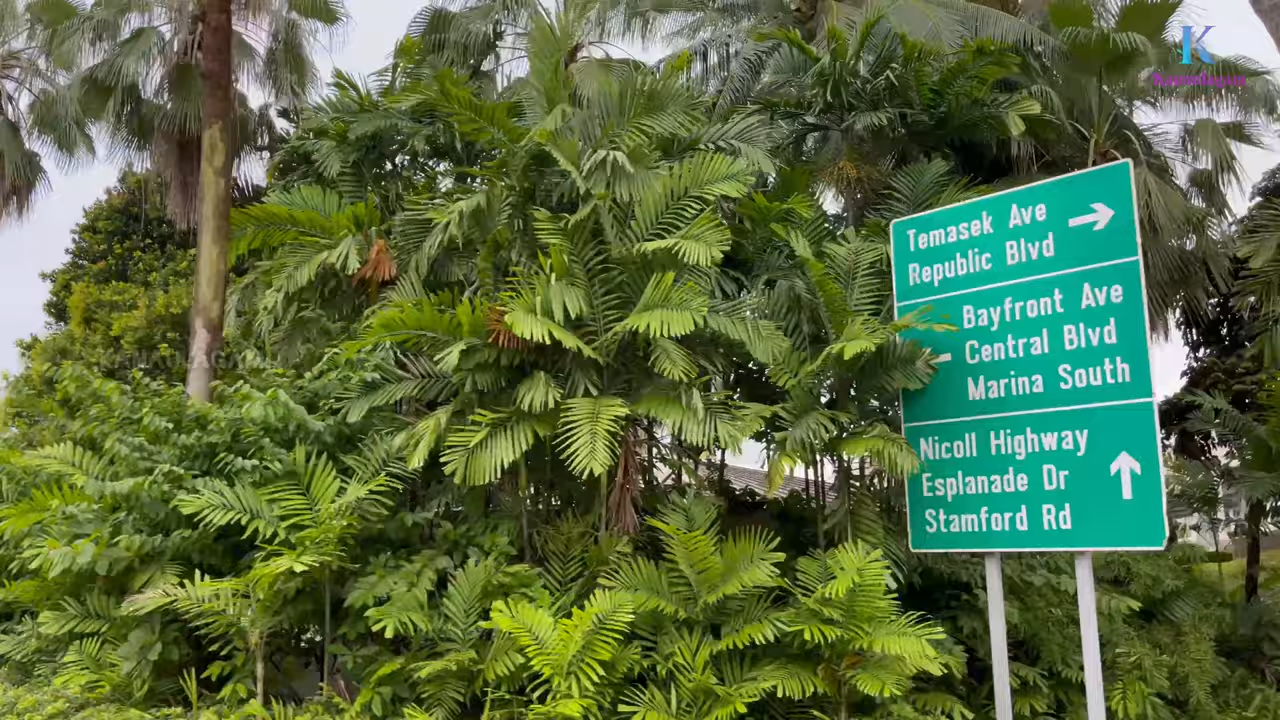 K
Temasek Ave
Republic Blvd
Bayfront Ave
Central Blvd
Marina South
Nicoll Highway
Esplanade Dr
Stamford Rd